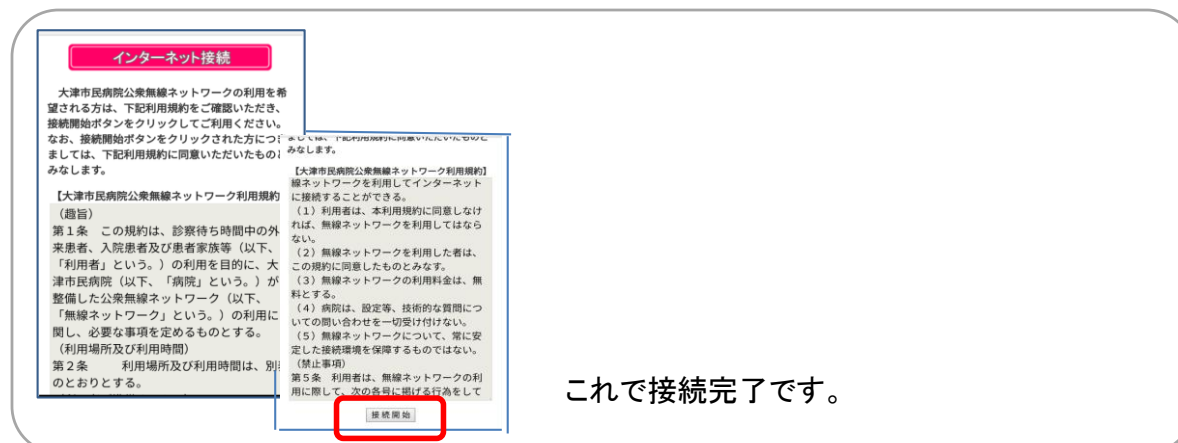 インターネット接続
大津市民病院公衆無線ネットワークの利用を希
望される方は、下記利用規約をご確認いただき、
接続開始ボタンをクリックしてご利用ください。
なお、接続開始ボタンをクリックされた方につき
ましては、下記利用規約に同意いただいたもの
みなします。
【大津市民病院公衆無線ネットワーク利用規約
（趣旨）
第１条　この規約は、診察待ち時間中の外
来患者、入院患者及び患者家族等（以下、
「利用者」という。）の利用を目的に、大
津市民病院（以下、「病院」という。）が
整備した公衆無線ネットワーク（以下、
「無線ネットワーク」という。）の利用に
関し、必要な事項を定めるものとする。
（利用場所及び利用時間）
第２条　　利用場所及び利用時間は、別
のとおりとする。
ましては、下記利用規約に同意いただいたものと
みなします。
【大津市民病院公衆無線ネットワーク利用規約】
線ネットワークを利用してインターネット
に接続することができる。
（１）利用者は、本利用規約に同意しなけ
れば、無線ネットワークを利用してはなら
ない。
（２）無線ネットワークを利用した者は、
この規約に同意したものとみなす。
（３）無線ネットワークの利用料金は、無
料とする。
（４）病院は、設定等、技術的な質問につ
いての問い合わせを一切受け付けない。
（５）無線ネットワークについて、常に安
定した接続環境を保障するものではない。
（禁止事項）
第５条　利用者は、無線ネットワークの利
用に際して、次の各号に掲げる行為をして
接続開始
これで接続完了です。